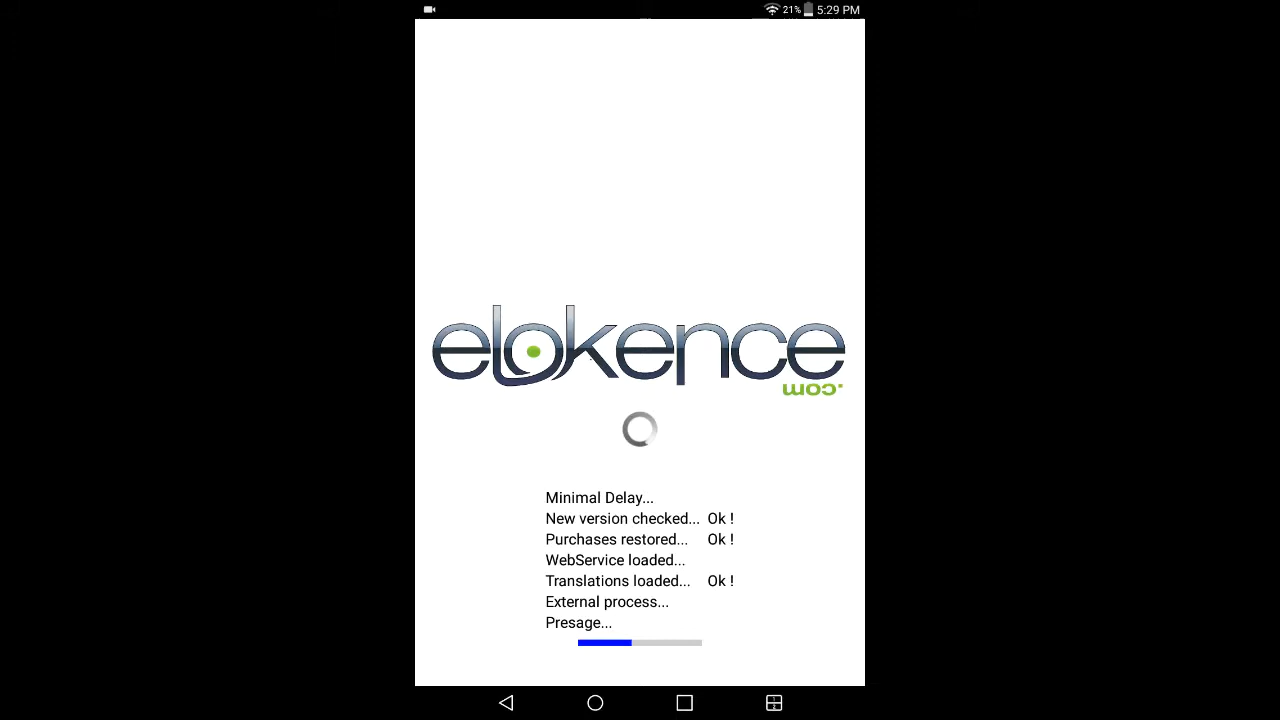 21% 5:29 PM
elokence
.com
Minimal Delay...
New version checked... Ok !
Purchases restored... Ok !
WebService loaded...
Translations loaded... Ok !
External process...
Presage...